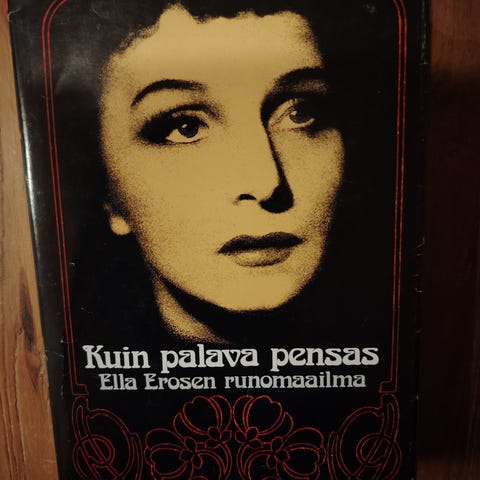 Kuin palava pensas
Ella Erosen runomaailma